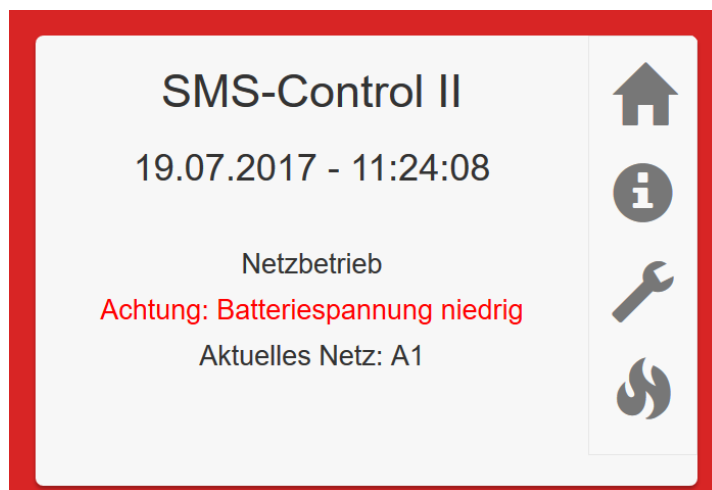 SMS-Control II
19.07.2017 - 11:24:08
Netzbetrieb
Achtung: Batteriespannung niedrig
Aktuelles Netz: A1